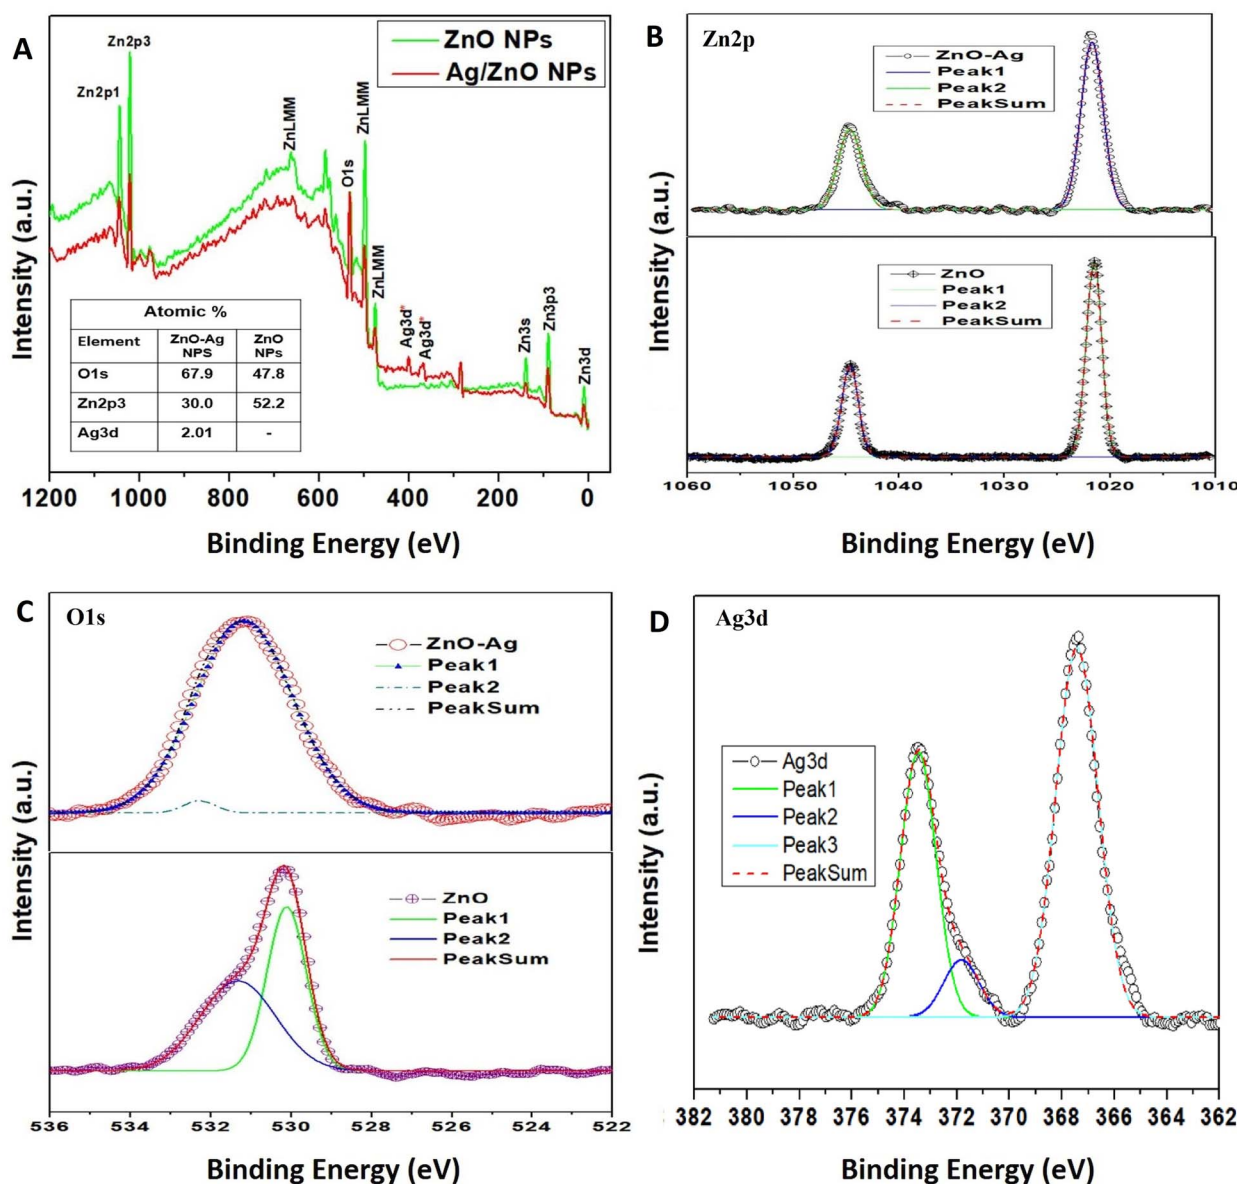 A
Zn2p3
Zn2p1
ZnLMM
O1s
ZnLMM
ZnLMM
Ag3d*
Ag3d*
Zn3s
Zn3p3
Zn3d
ZnO NPs
Ag/ZnO NPs
Intensity (a.u.)
Atomic %
Element ZnO-Ag NPS ZnO NPs
O1s 67.9 47.8
Zn2p3 30.0 52.2
Ag3d 2.01 -
1200 1000 800 600 400 200 0
Binding Energy (eV)
B
Zn2p
ZnO-Ag
Peak1
Peak2
PeakSum
Intensity (a.u.)
ZnO
Peak1
Peak2
PeakSum
Intensity (a.u.)
1060 1050 1040 1030 1020 1010
Binding Energy (eV)
C
O1s
ZnO-Ag
Peak1
Peak2
PeakSum
Intensity (a.u.)
ZnO
Peak1
Peak2
PeakSum
Intensity (a.u.)
536 534 532 530 528 526 524 522
Binding Energy (eV)
D
Ag3d
Ag3d
Peak1
Peak2
Peak3
PeakSum
Intensity (a.u.)
382 380 378 376 374 372 370 368 366 364 362
Binding Energy (eV)